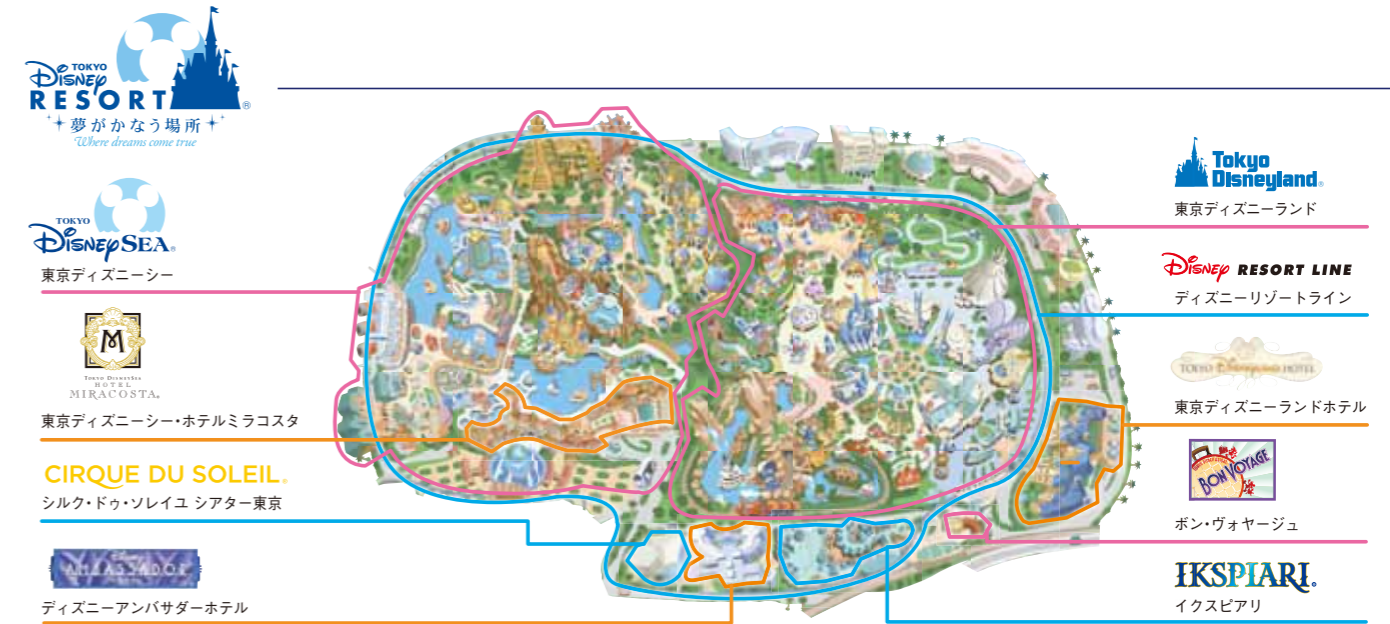 TOKYO
Disney
RESORT®
夢がかなう場所
Where dreams come true
TOKYO
DISNEYSEA®
東京ディズニーシー
M
TOKYO DISNEYSEA
HOTEL
MIRACOSTA®
東京ディズニーシー・ホテルミラコスタ
CIRQUE DU SOLEIL®
シルク・ドゥ・ソレイユ シアター東京
Disney
AMBASSADOR
ディズニーアンバサダーホテル
Tokyo
Disneyland®
東京ディズニーランド
Disney RESORT LINE
ディズニーリゾートライン
TOKYO Disneyland HOTEL
東京ディズニーランドホテル
BON VOYAGE
ボン・ヴォヤージュ
IKSPIARI®
イクスピアリ